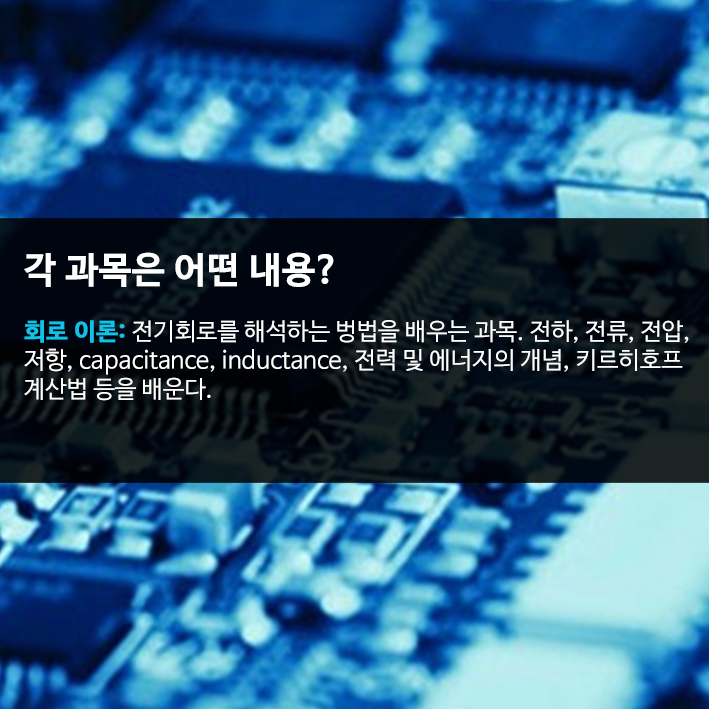 각 과목은 어떤 내용?
회로 이론: 전기회로를 해석하는 벙법을 배우는 과목. 전하, 전류, 전압,
저항, capacitance, inductance, 전력 및 에너지의 개념, 키르히호프
계산법 등을 배운다.